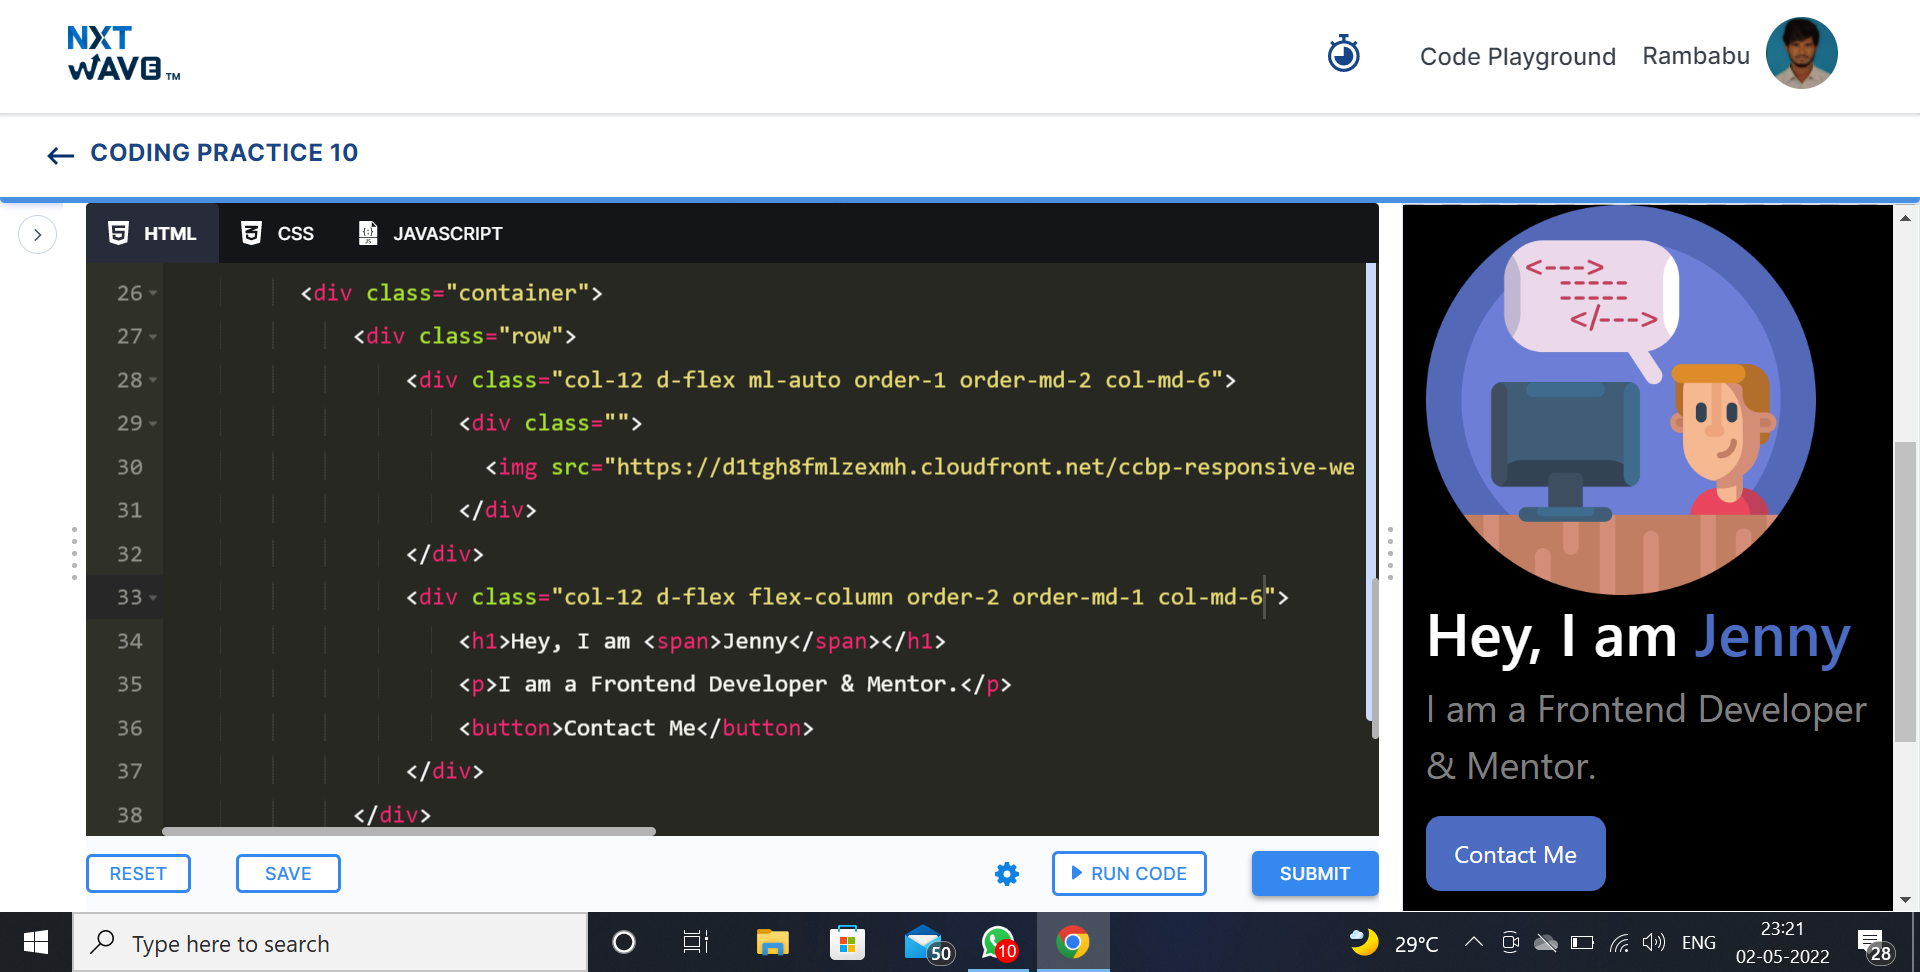 NXT
WAVE TM
Code Playground
Rambabu
CODING PRACTICE 10
HTML
CSS
JAVASCRIPT
26 <div class="container">
27 <div class="row">
28 <div class="col-12 d-flex ml-auto order-1 order-md-2 col-md-6">
29 <div class="">
30 <img src="https://d1tgh8fmlzexmh.cloudfront.net/ccbp-responsive-we
31 </div>
32 </div>
33 <div class="col-12 d-flex flex-column order-2 order-md-1 col-md-6">
34 <h1>Hey, I am <span>Jenny</span></h1>
35 <p>I am a Frontend Developer & Mentor.</p>
36 <button>Contact Me</button>
37 </div>
38 </div>
Hey, I am Jenny
I am a Frontend Developer
& Mentor.
Contact Me
RESET
SAVE
RUN CODE
SUBMIT
Type here to search
50
10
29°C
ENG
23:21
02-05-2022
28